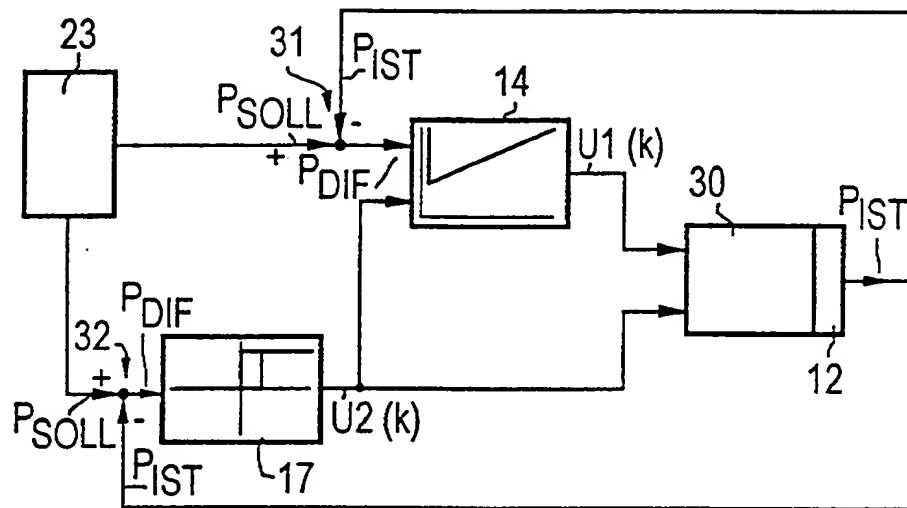 23
31
P_IST
14
P_SOLL
+
-
P_DIF
U1 (k)
30
P_IST
12
P_DIF
32
+
P_SOLL
-
U2 (k)
P_IST
17